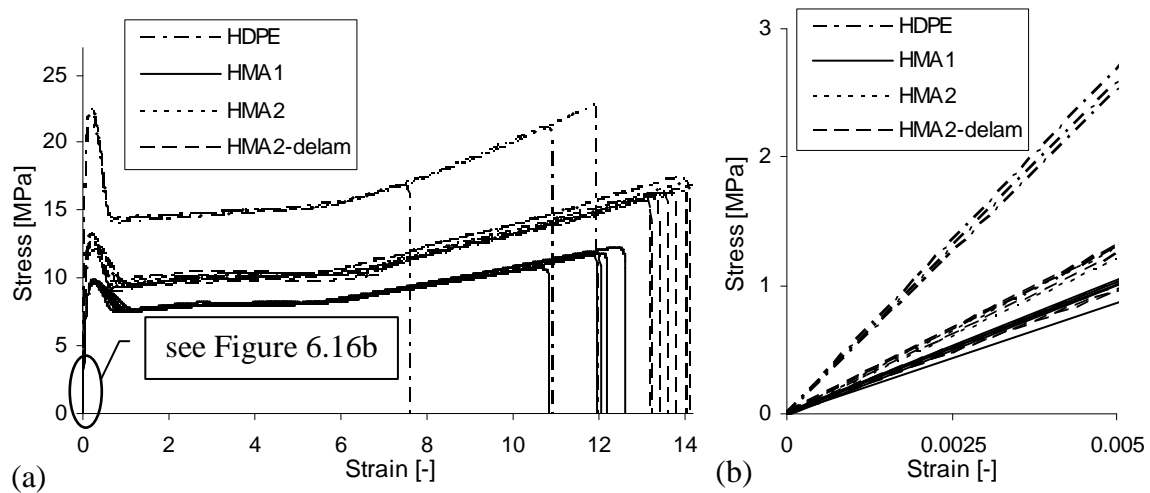 HDPE
HMA1
HMA2
HMA2-delam
Stress [MPa]
25
20
15
10
5
0
see Figure 6.16b
0 2 4 6 8 10 12 14
Strain [-]
(a)
HDPE
HMA1
HMA2
HMA2-delam
Stress [MPa]
3
2
1
0
0 0.0025 0.005
Strain [-]
(b)